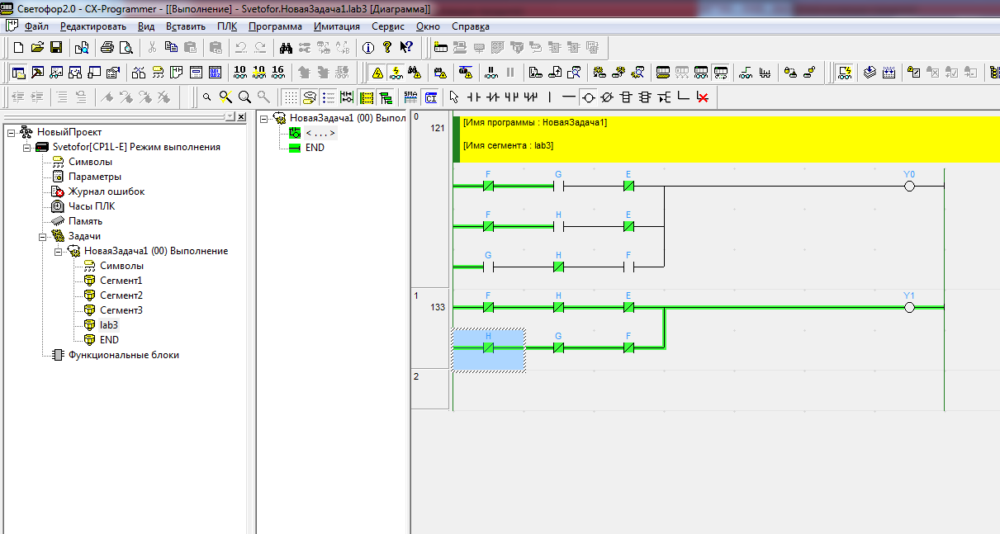 Светофор2.0 - CX-Programmer - [[Выполнение] - Svetofor.НоваяЗадача1.lab3 [Диаграмма]]
Файл Редактировать Вид Вставить ПЛК Программа Имитация Сервис Окно Справка
10 10 16
SMA CI
НовыйПроект
Svetofor[CP1L-E] Режим выполнения
Символы
Параметры
Журнал ошибок
Часы ПЛК
Память
Задачи
НоваяЗадача1 (00) Выполнение
Символы
Сегмент1
Сегмент2
Сегмент3
lab3
END
Функциональные блоки
НоваяЗадача1 (00) Выпол
< ... >
END
0
121
[Имя программы : НоваяЗадача1]
[Имя сегмента : lab3]
F G E Y0
F H E
G H F
1
133
F H E Y1
H G F
2